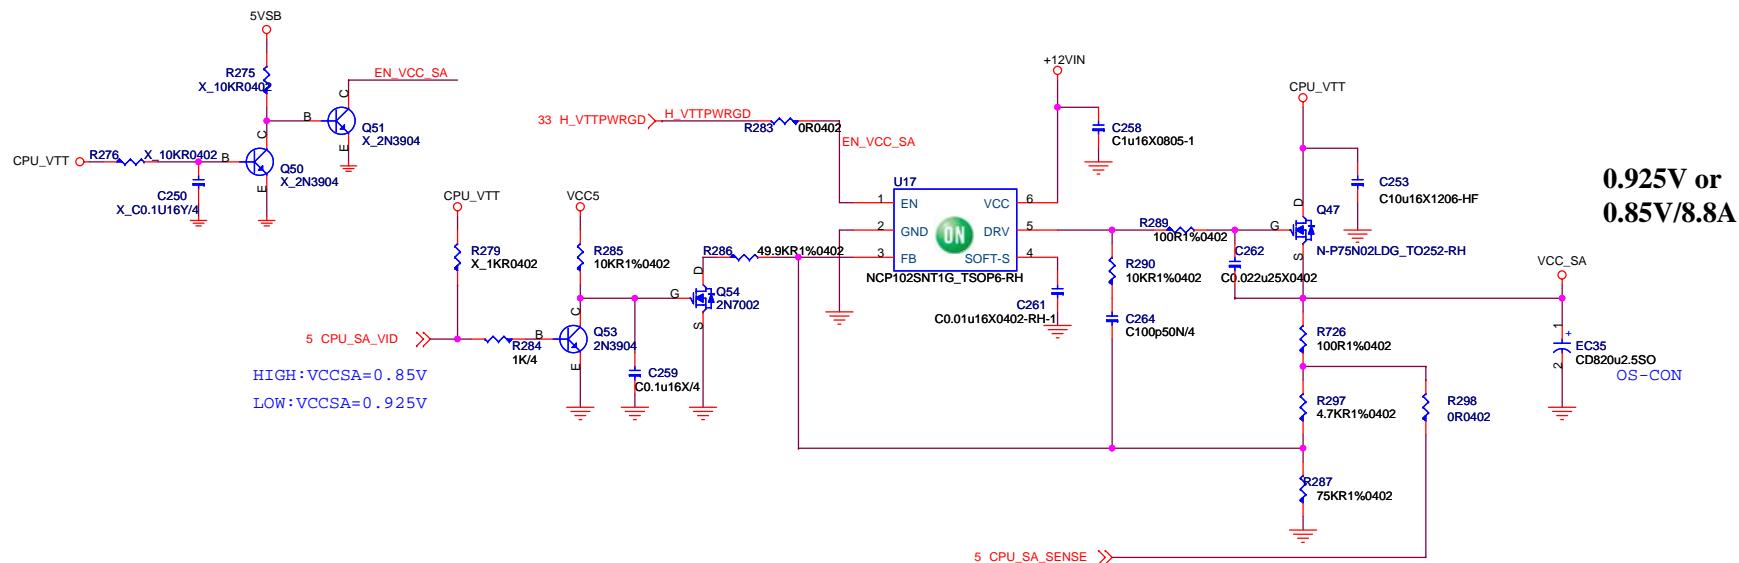 5VSB
R275
X_10KR0402
EN_VCC_SA
C
B
Q51
X_2N3904
E
CPU_VTT
R276
X_10KR0402
B
C
Q50
X_2N3904
E
C250
X_C0.1U16Y/4
33 H_VTTPWRGD
H_VTTPWRGD
R283
0R0402
EN_VCC_SA
+12VIN
C258
C1u16X0805-1
CPU_VTT
C253
C10u16X1206-HF
0.925V or
0.85V/8.8A
U17
1
EN
VCC
6
2
GND
DRV
5
3
FB
SOFT-S
4
ON
NCP102SNT1G_TSOP6-RH
CPU_VTT
R279
X_1KR0402
VCC5
R285
10KR1%0402
R286
49.9KR1%0402
D
G
S
Q54
2N7002
R289
100R1%0402
R290
10KR1%0402
C262
C0.022u25X0402
D
G
S
Q47
N-P75N02LDG_TO252-RH
VCC_SA
C261
C0.01u16X0402-RH-1
C264
C100p50N/4
5 CPU_SA_VID
R284
1K/4
B
C
Q53
2N3904
E
C259
C0.1u16X/4
HIGH:VCCSA=0.85V
LOW:VCCSA=0.925V
R726
100R1%0402
1
+
EC35
CD820u2.5SO
2
OS-CON
R297
4.7KR1%0402
R298
0R0402
R287
75KR1%0402
5 CPU_SA_SENSE